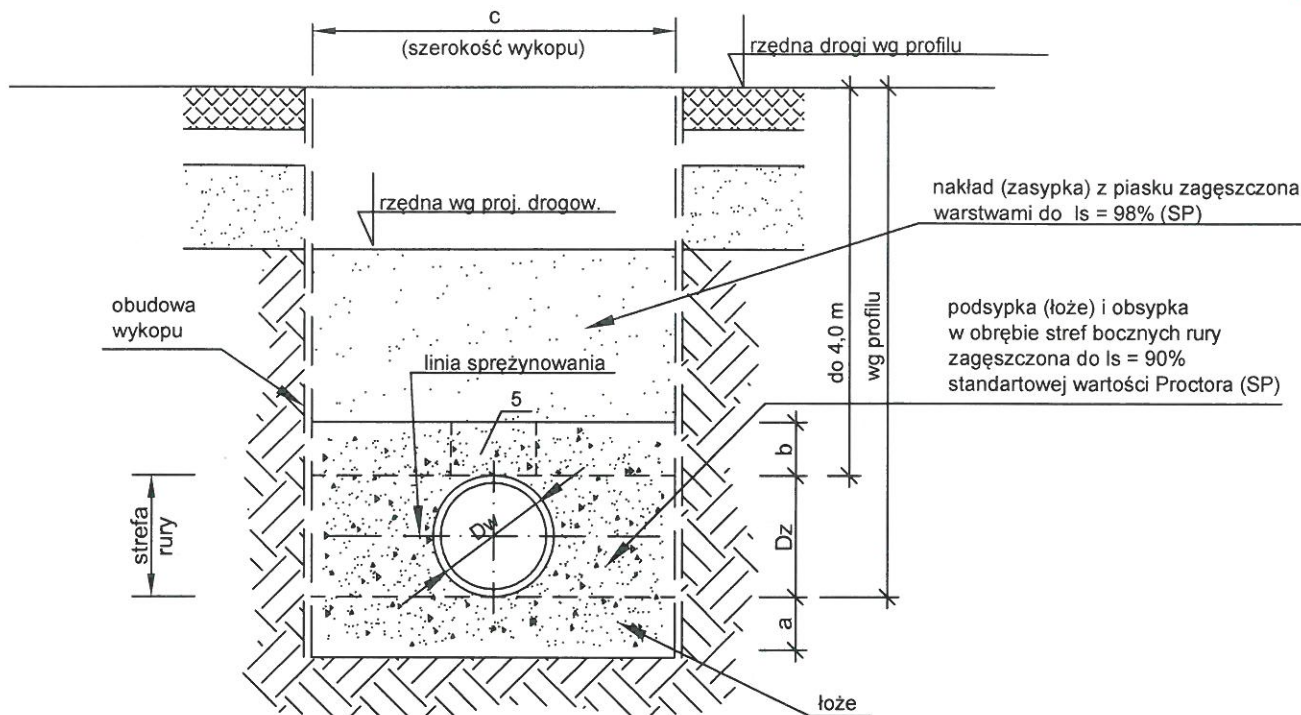 c
(szerokość wykopu)
rzędna drogi wg profilu
rzędna wg proj. drogow.
nakład (zasypka) z piasku zagęszczona
warstwami do Is = 98% (SP)
obudowa
wykopu
linia sprężynowania
5
podsypka (łoże) i obsypka
w obrębie stref bocznych rury
zagęszczona do Is = 90%
standartowej wartości Proctora (SP)
do 4,0 m
wg profilu
b
strefa
rury
Dw
Dz
a
łoże